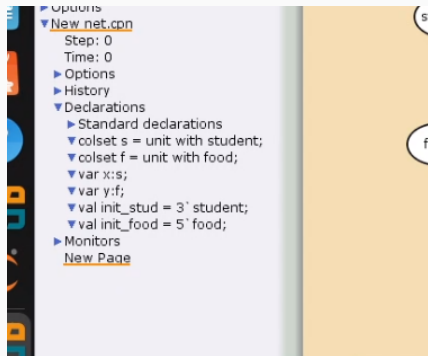 Options
New net.cpn
Step: 0
Time: 0
Options
History
Declarations
Standard declarations
colset s = unit with student;
colset f = unit with food;
var x:s;
var y:f;
val init_stud = 3`student;
val init_food = 5`food;
Monitors
New Page
s
f